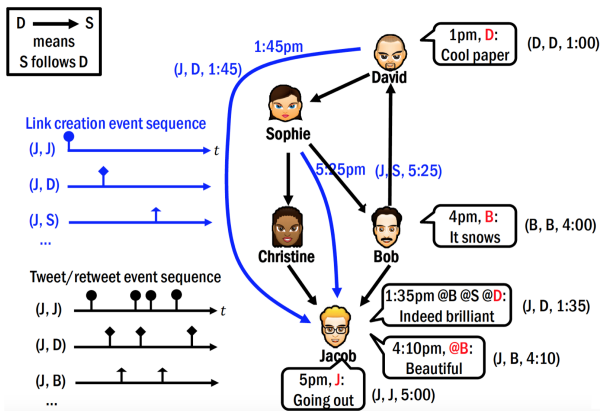 D S
means
S follows D
1:45pm
(J, D, 1:45)
1pm, D:
Cool paper
(D, D, 1:00)
David
Sophie
Link creation event sequence
(J, J) t
(J, D)
(J, S)
...
5:25pm (J, S, 5:25)
4pm, B:
It snows
(B, B, 4:00)
Christine
Bob
Tweet/retweet event sequence
(J, J) t
(J, D)
(J, B)
...
1:35pm @B @S @D:
Indeed brilliant
(J, D, 1:35)
Jacob
4:10pm, @B:
Beautiful
(J, B, 4:10)
5pm, J:
Going out
(J, J, 5:00)